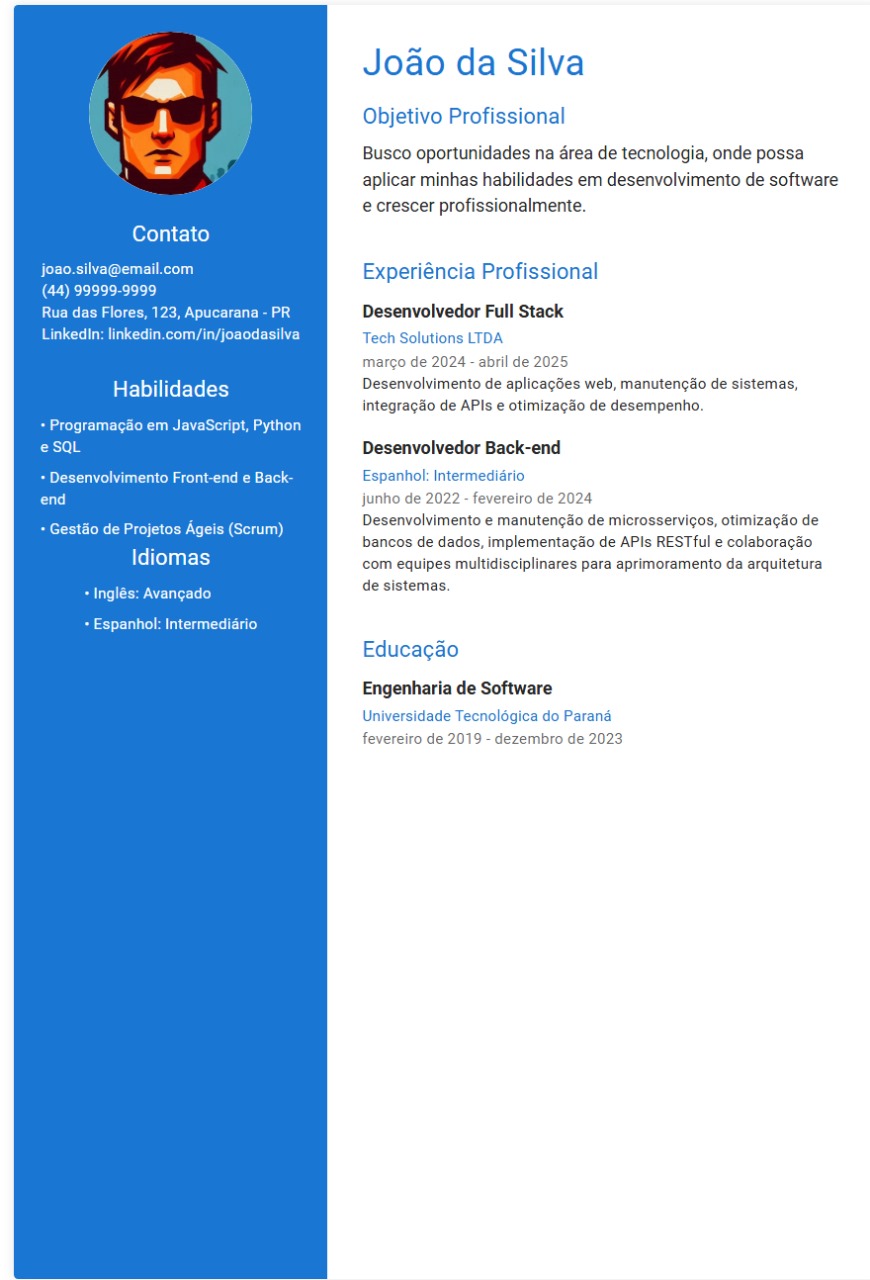 Contato
joao.silva@email.com
(44) 99999-9999
Rua das Flores, 123, Apucarana - PR
LinkedIn: linkedin.com/in/joaodasilva
Habilidades
• Programação em JavaScript, Python
e SQL
• Desenvolvimento Front-end e Back-
end
• Gestão de Projetos Ágeis (Scrum)
Idiomas
• Inglês: Avançado
• Espanhol: Intermediário
João da Silva
Objetivo Profissional
Busco oportunidades na área de tecnologia, onde possa
aplicar minhas habilidades em desenvolvimento de software
e crescer profissionalmente.
Experiência Profissional
Desenvolvedor Full Stack
Tech Solutions LTDA
março de 2024 - abril de 2025
Desenvolvimento de aplicações web, manutenção de sistemas,
integração de APIs e otimização de desempenho.
Desenvolvedor Back-end
Espanhol: Intermediário
junho de 2022 - fevereiro de 2024
Desenvolvimento e manutenção de microsserviços, otimização de
bancos de dados, implementação de APIs RESTful e colaboração
com equipes multidisciplinares para aprimoramento da arquitetura
de sistemas.
Educação
Engenharia de Software
Universidade Tecnológica do Paraná
fevereiro de 2019 - dezembro de 2023